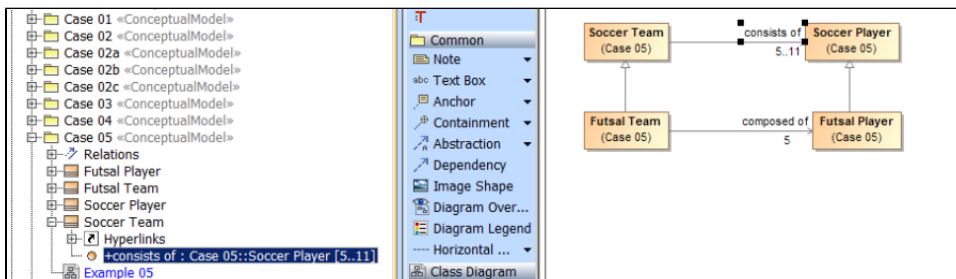 Case 01 «ConceptualModel»
Case 02 «ConceptualModel»
Case 02a «ConceptualModel»
Case 02b «ConceptualModel»
Case 02c «ConceptualModel»
Case 03 «ConceptualModel»
Case 04 «ConceptualModel»
Case 05 «ConceptualModel»
Relations
Futsal Player
Futsal Team
Soccer Player
Soccer Team
Hyperlinks
+consists of : Case 05::Soccer Player [5..11]
Example 05
T
Common
Note
abc Text Box
Anchor
Containment
Abstraction
Dependency
Image Shape
Diagram Over...
Diagram Legend
Horizontal ...
Class Diagram
Soccer Team
(Case 05)
consists of
5..11
Soccer Player
(Case 05)
Futsal Team
(Case 05)
composed of
5
Futsal Player
(Case 05)